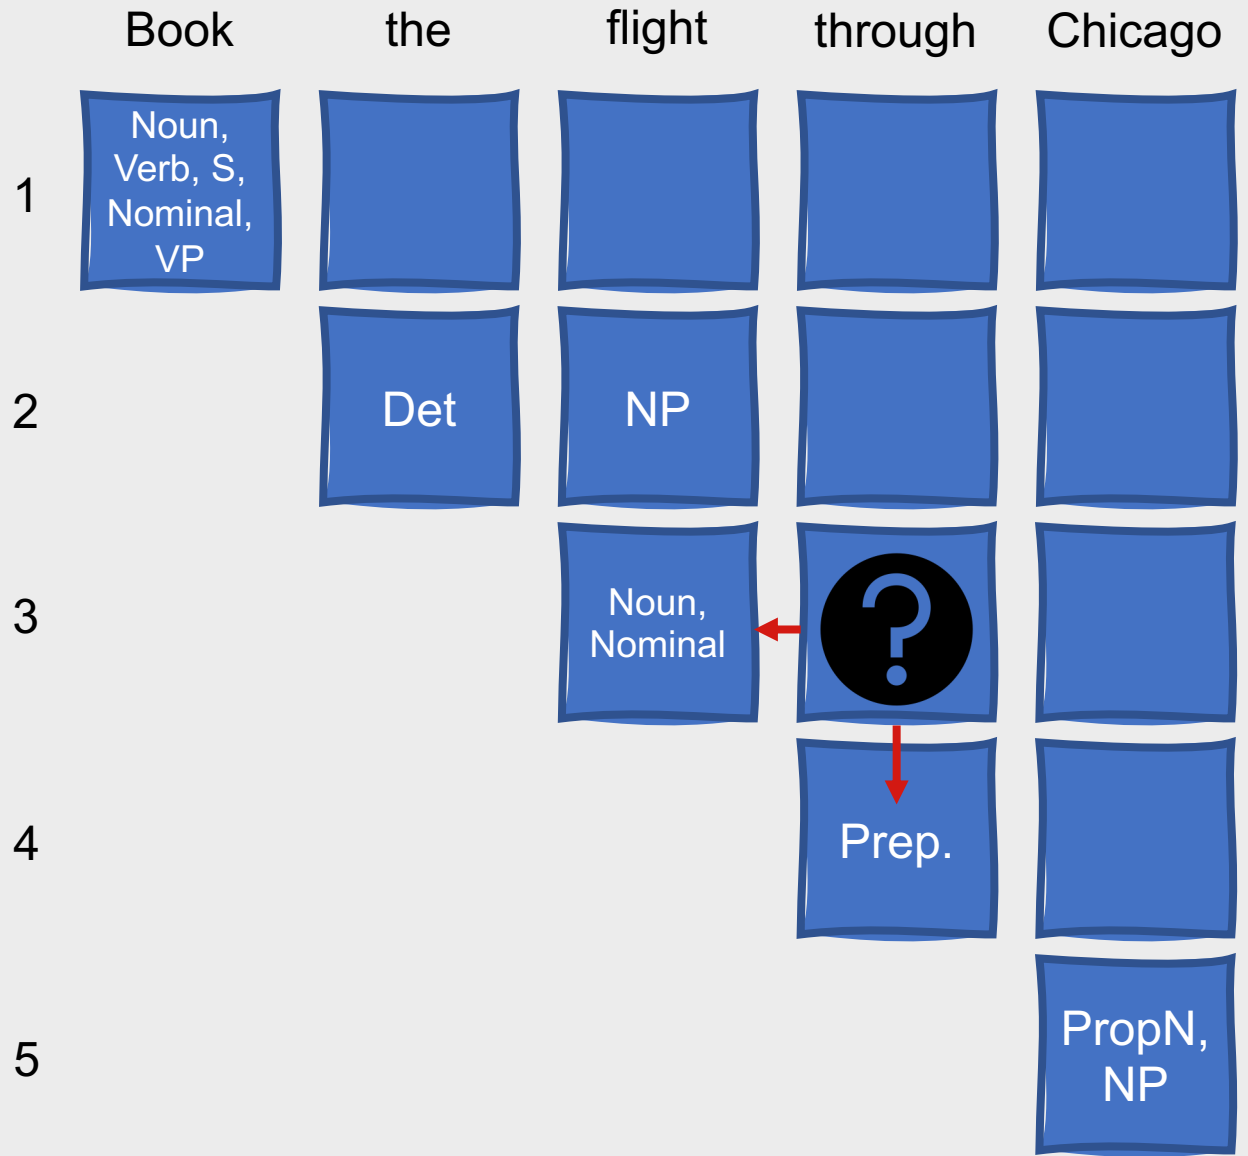 Book the flight through Chicago
1
Noun,
Verb, S,
Nominal,
VP
2
Det
NP
3
Noun,
Nominal
?
4
Prep.
5
PropN,
NP